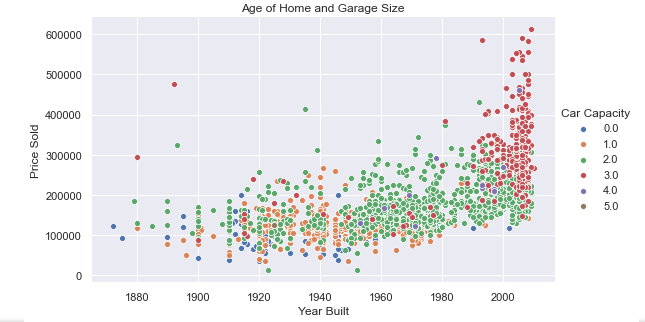 Age of Home and Garage Size
600000
500000
400000
300000
200000
100000
0
Price Sold
1880 1900 1920 1940 1960 1980 2000
Year Built
Car Capacity
0.0
1.0
2.0
3.0
4.0
5.0